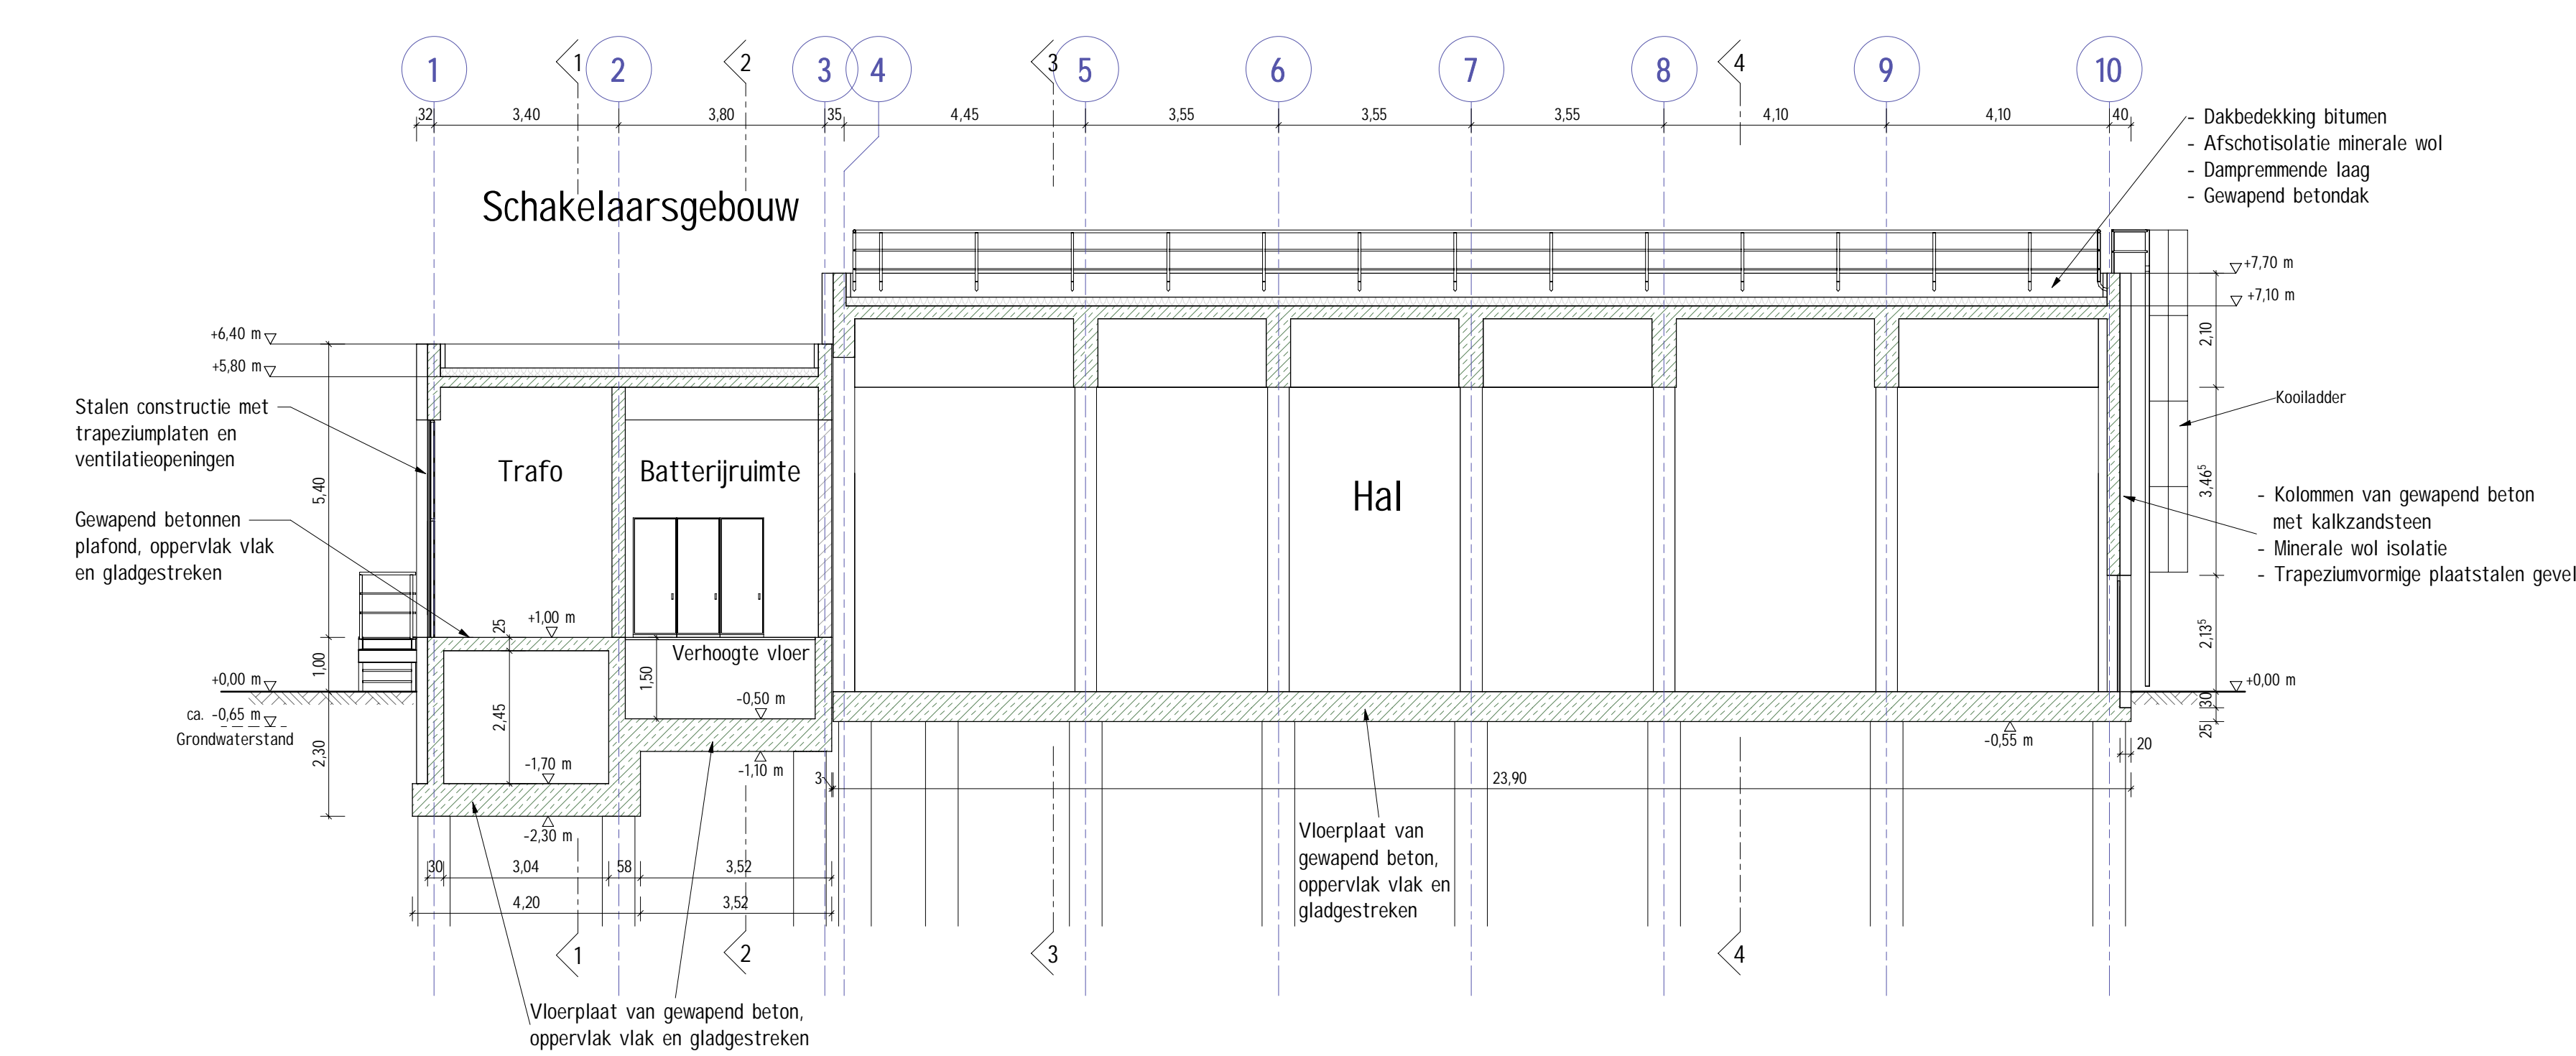 1
1
2
2
3
4
3
5
6
7
8
4
9
10
32
3,40
3,80
35
4,45
3,55
3,55
3,55
4,10
4,10
40
- Dakbedekking bitumen
- Afschotisolatie minerale wol
- Dampremmende laag
- Gewapend betondak
Schakelaarsgebouw
+7,70 m
+7,10 m
+6,40 m
+5,80 m
2,10
Stalen constructie met
trapeziumplaten en
ventilatieopeningen
Kooiladder
Trafo
Batterijruimte
Hal
5,40
3,46⁵
- Kolommen van gewapend beton
met kalkzandsteen
- Minerale wol isolatie
- Trapeziumvormige plaatstalen gevel
Gewapend betonnen
plafond, oppervlak vlak
en gladgestreken
25
+1,00 m
2,13⁵
Verhoogte vloer
1,00
1,50
+0,00 m
+0,00 m
ca. -0,65 m
Grondwaterstand
-0,50 m
30
2,45
25
-0,55 m
20
2,30
-1,70 m
-1,10 m
3
23,90
-2,30 m
Vloerplaat van
gewapend beton,
oppervlak vlak en
gladgestreken
30
3,04
58
3,52
4,20
3,52
1
2
3
4
Vloerplaat van gewapend beton,
oppervlak vlak en gladgestreken